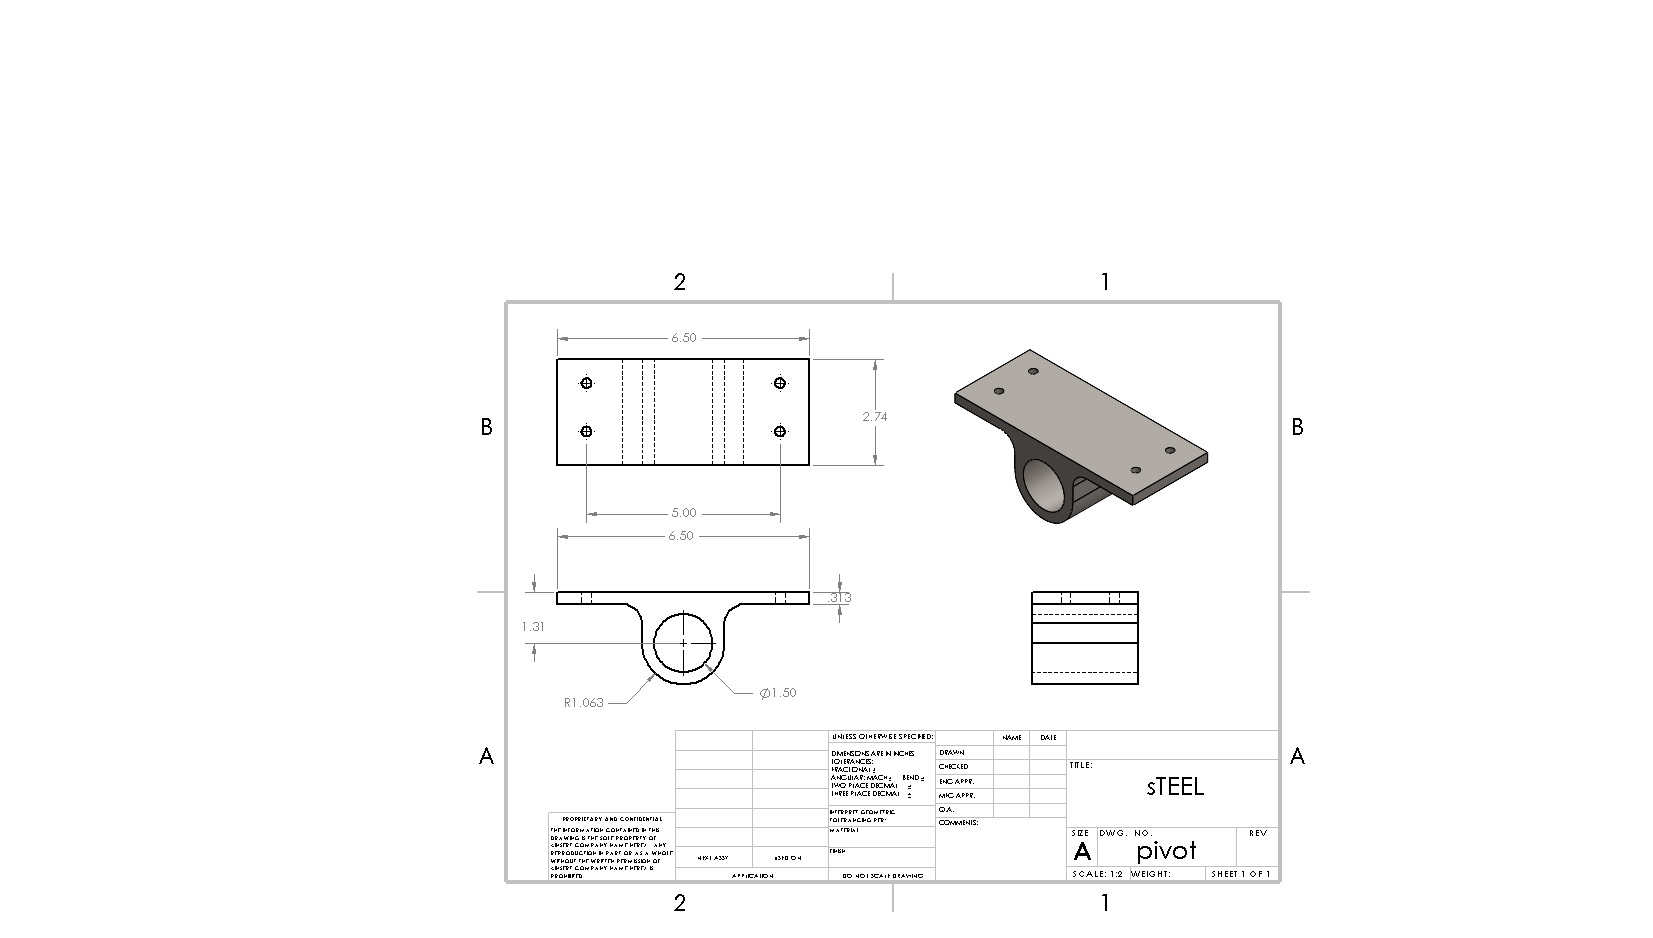 2
1
6.50
2.74
B
B
5.00
6.50
.313
1.31
R1.063
Ø1.50
A
A
UNLESS OTHERWISE SPECIFIED:
NAME
DATE
DIMENSIONS ARE IN INCHES
TOLERANCES:
FRACTIONAL ±
ANGULAR: MACH ± BEND ±
TWO PLACE DECIMAL ±
THREE PLACE DECIMAL ±
DRAWN
CHECKED
ENG APPR.
MFG APPR.
Q.A.
COMMENTS:
INTERPRET GEOMETRIC
TOLERANCING PER:
MATERIAL
FINISH
TITLE:
sTEEL
PROPRIETARY AND CONFIDENTIAL
THE INFORMATION CONTAINED IN THIS
DRAWING IS THE SOLE PROPERTY OF
<INSERT COMPANY NAME HERE>. ANY
REPRODUCTION IN PART OR AS A WHOLE
WITHOUT THE WRITTEN PERMISSION OF
<INSERT COMPANY NAME HERE> IS
PROHIBITED.
NEXT ASSY
USED ON
APPLICATION
DO NOT SCALE DRAWING
SIZE
DWG. NO.
REV
A
pivot
SCALE: 1:2
WEIGHT:
SHEET 1 OF 1
2
1